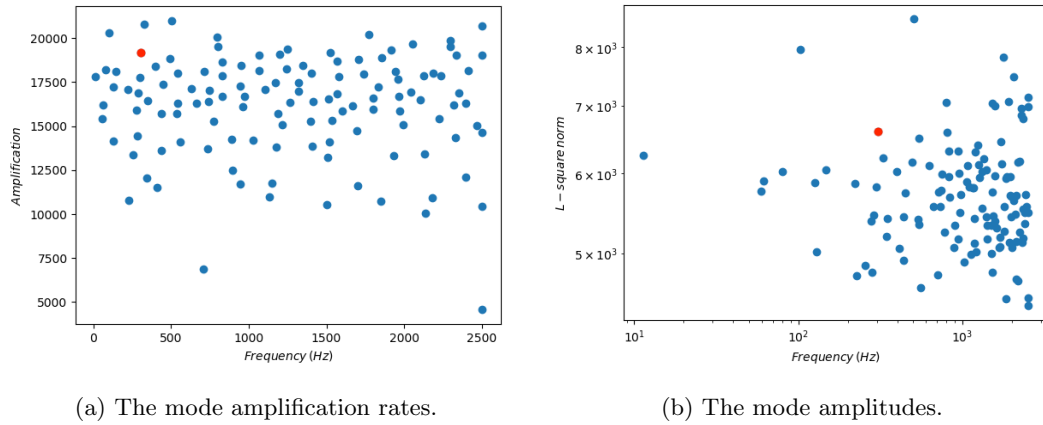 20000
17500
15000
12500
10000
7500
5000
Amplification
0 500 1000 1500 2000 2500
Frequency (Hz)
8 × 10³
7 × 10³
6 × 10³
5 × 10³
L − square norm
10¹ 10² 10³
Frequency (Hz)
(a) The mode amplification rates.
(b) The mode amplitudes.